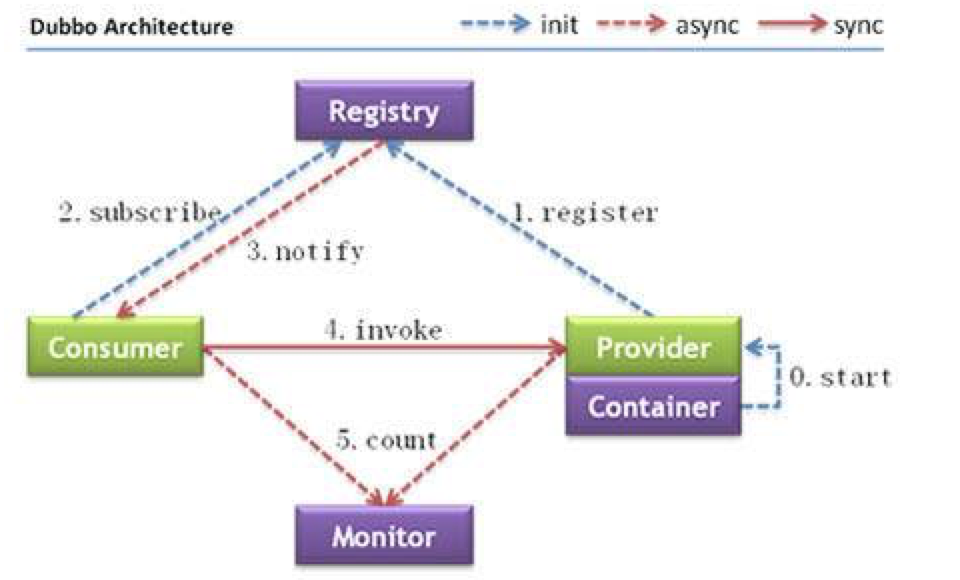 Dubbo Architecture init async sync
Registry
2. subscribe 1. register
3. notify
4. invoke
Consumer Provider
0. start
Container
5. count
Monitor